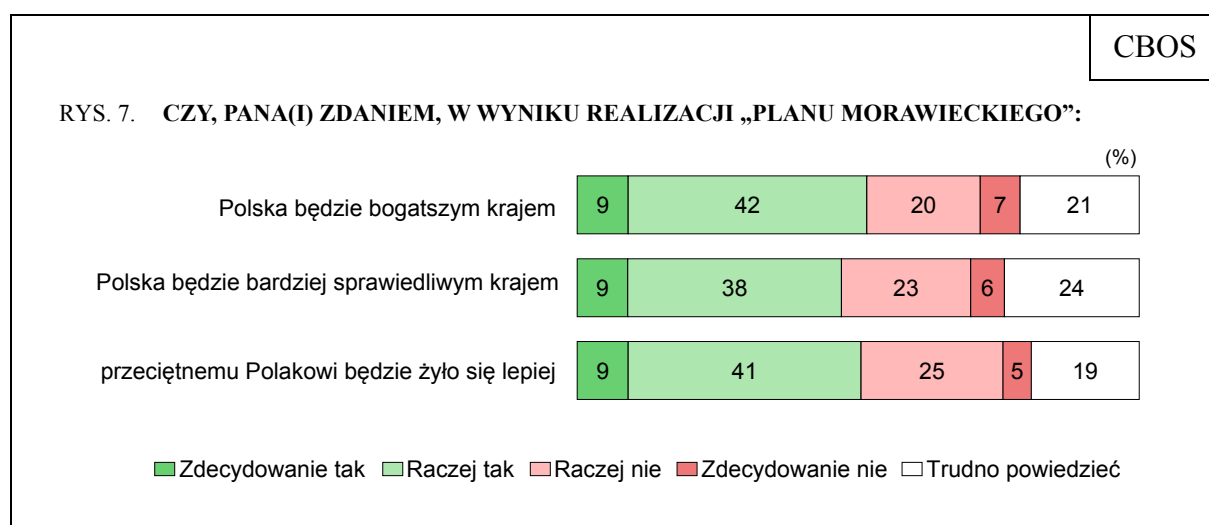 CBOS
RYS. 7. CZY, PANA(I) ZDANIEM, W WYNIKU REALIZACJI „PLANU MORAWIECKIEGO”:
(%)
Polska będzie bogatszym krajem 9 42 20 7 21
Polska będzie bardziej sprawiedliwym krajem 9 38 23 6 24
przeciętnemu Polakowi będzie żyło się lepiej 9 41 25 5 19
Zdecydowanie tak Raczej tak Raczej nie Zdecydowanie nie Trudno powiedzieć